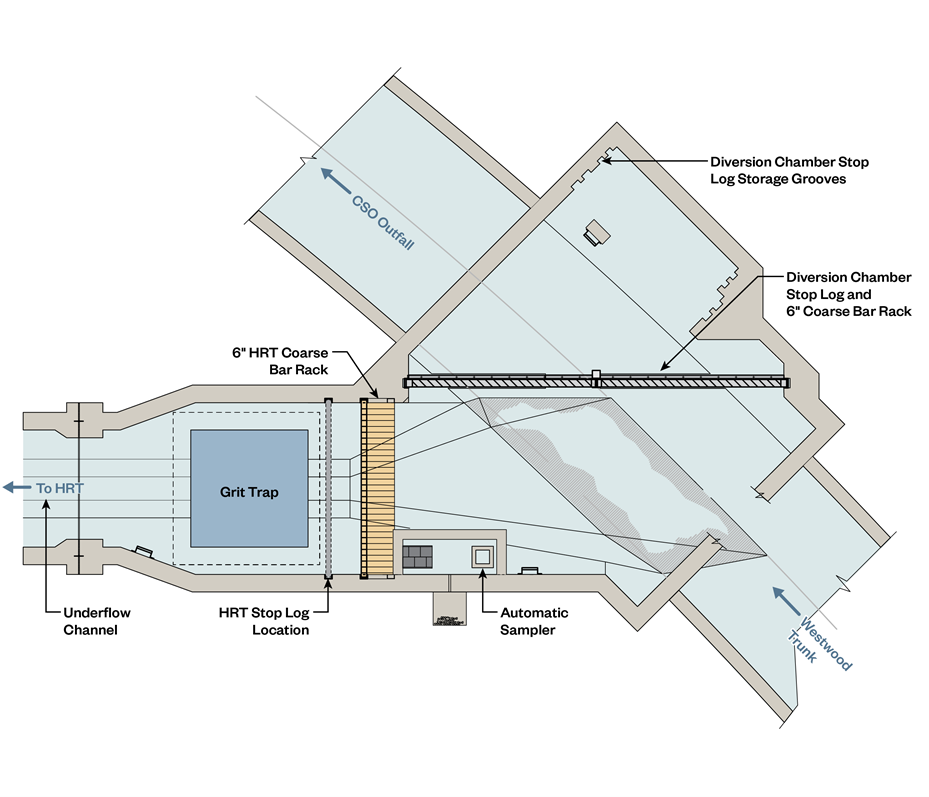 Diversion Chamber Stop
Log Storage Grooves
CSO Outfall
Diversion Chamber
Stop Log and
6" Coarse Bar Rack
6" HRT Coarse
Bar Rack
To HRT
Grit Trap
Underflow
Channel
HRT Stop Log
Location
Automatic
Sampler
Westwood
Trunk